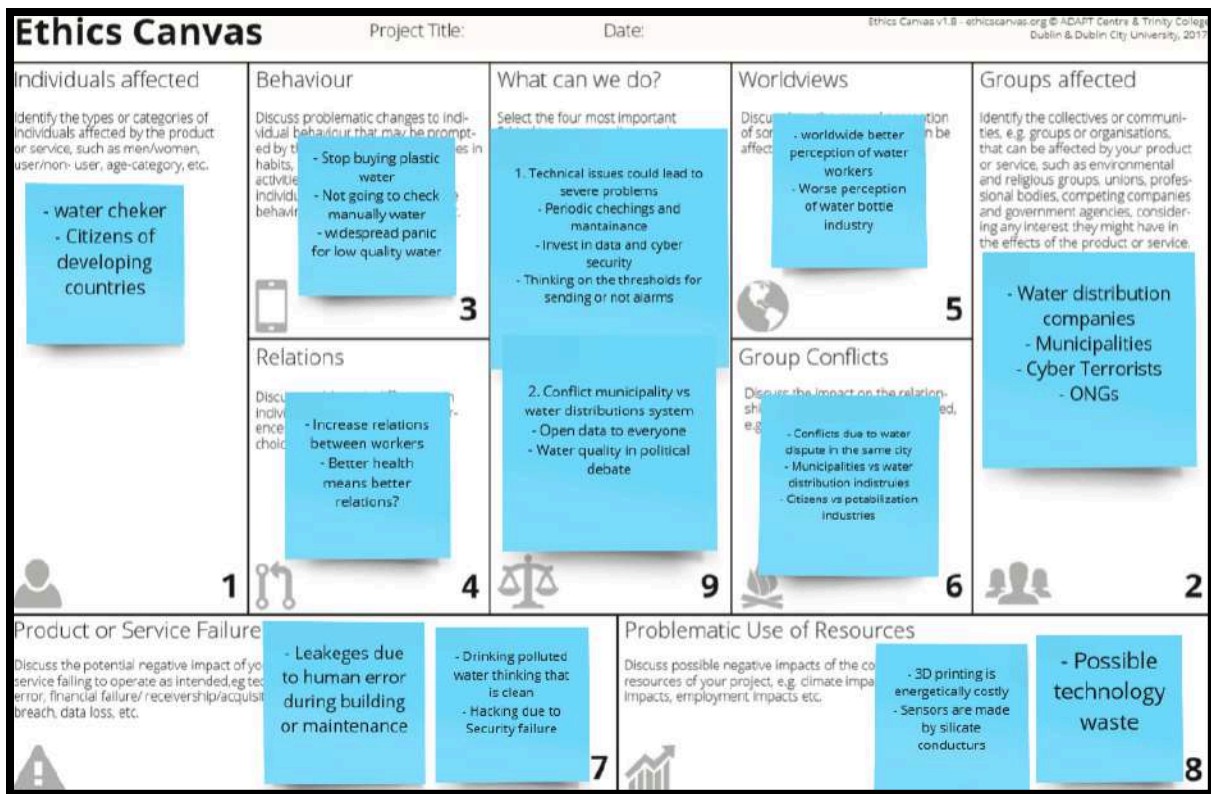 Ethics Canvas
Project Title:
Date:
Ethics Canvas v1.8 - ethicscanvas.org © ADAPT Centre & Trinity College
Dublin & Dublin City University, 2017
Individuals affected
Identify the types or categories of
individuals affected by the product
or service, such as men/women,
user/non- user, age-category, etc.
- water cheker
- Citizens of
developing
countries
1
Behaviour
Discuss problematic changes to indi-
vidual behaviour that may be prompt-
ed by
in
habits,
- Stop buying plastic
water
- Not going to check
manually water
- widespread panic
for low quality water
3
Relations
- Increase relations
between workers
- Better health
means better
relations?
4
What can we do?
Select the four most important
1. Technical issues could lead to
severe problems
- Periodic chechings and
mantainance
- Invest in data and cyber
security
- Thinking on the thresholds for
sending or not alarms
2. Conflict municipality vs
water distributions system
- Open data to everyone
- Water quality in political
debate
9
Worldviews
of
be
- worldwide better
perception of water
workers
- Worse perception
of water bottle
industry
5
Group Conflicts
Discuss the impact on the relation-
e.g.
- Conflicts due to water
dispute in the same city
- Municipalities vs water
distribution indistruies
- Citizens vs potabilization
industries
6
Groups affected
Identify the collectives or communi-
ties, e.g. groups or organisations,
that can be affected by your product
or service, such as environmental
and religious groups, unions, profes-
sional bodies, competing companies
and government agencies, consider-
ing any interest they might have in
the effects of the product or service.
- Water distribution
companies
- Municipalities
- Cyber Terrorists
- ONGs
2
Product or Service Failure
Discuss the potential negative impact of
service failing to operate as intended,eg
error, financial failure/ receivership/
breach, data loss, etc.
- Leakeges due
to human error
during building
or maintenance
- Drinking polluted
water thinking that
is clean
- Hacking due to
Security failure
7
Problematic Use of Resources
Discuss possible negative impacts of the
resources of your project, e.g. climate
impacts, employment impacts etc.
- 3D printing is
energetically costly
- Sensors are made
by silicate
conducturs
- Possible
technology
waste
8